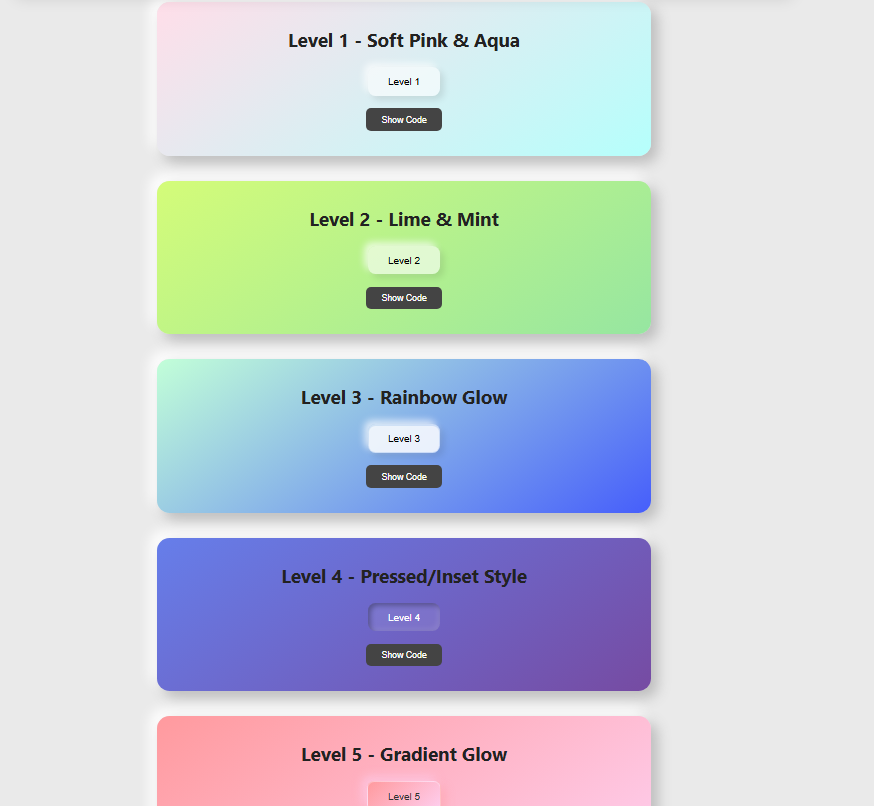 Level 1 - Soft Pink & Aqua
Level 1
Show Code
Level 2 - Lime & Mint
Level 2
Show Code
Level 3 - Rainbow Glow
Level 3
Show Code
Level 4 - Pressed/Inset Style
Level 4
Show Code
Level 5 - Gradient Glow
Level 5